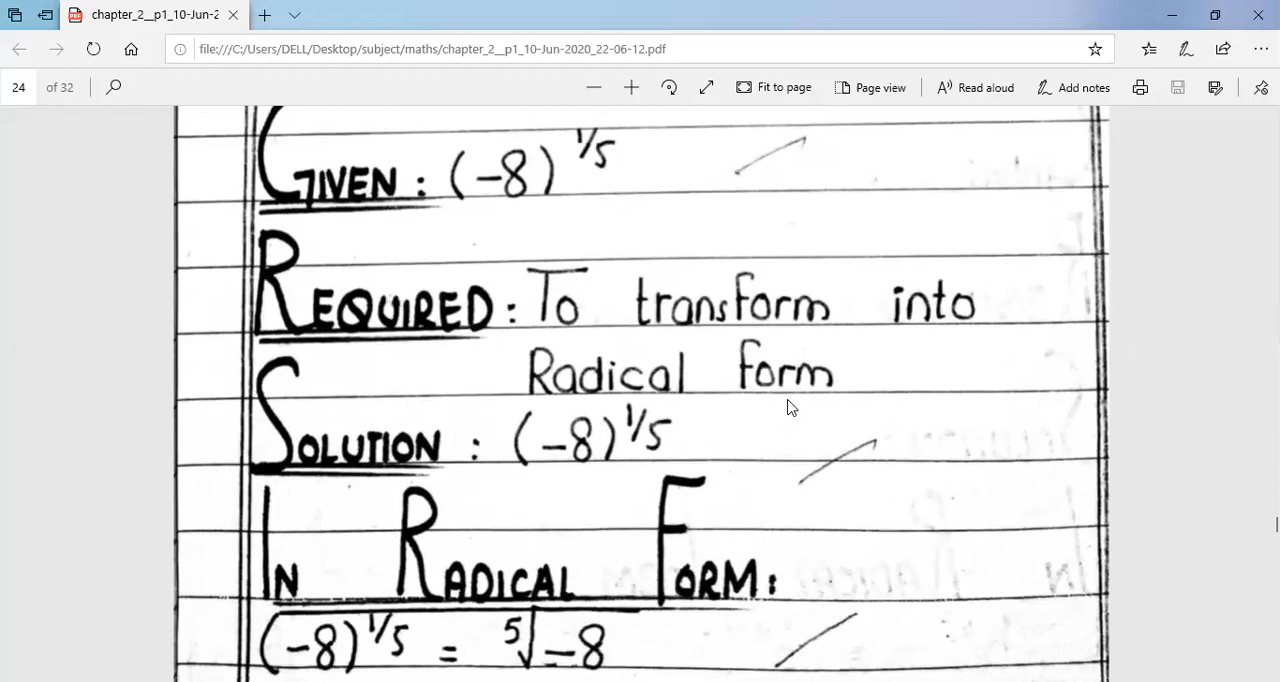 chapter_2_p1_10-Jun-2
file:///C:/Users/DELL/Desktop/subject/maths/chapter_2__p1_10-Jun-2020_22-06-12.pdf
24 of 32
Fit to page
Page view
Read aloud
Add notes
GIVEN : (-8)^1/5
REQUIRED : To transform into
Radical form
SOLUTION : (-8)^1/5
IN RADICAL FORM :
(-8)^1/5 = ⁵√-8